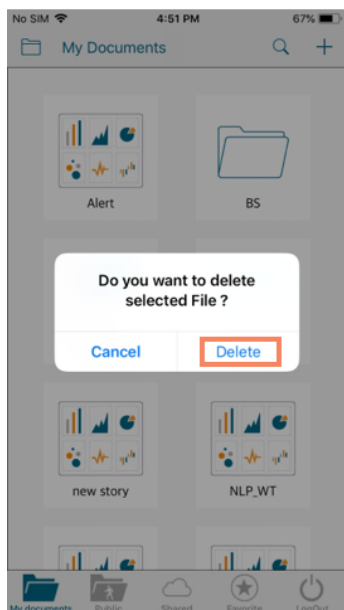 No SIM 4:51 PM 67%
My Documents
Alert BS
Do you want to delete
selected File ?
Cancel Delete
new story NLP_WT
My documents Public Shared Favorite LogOut